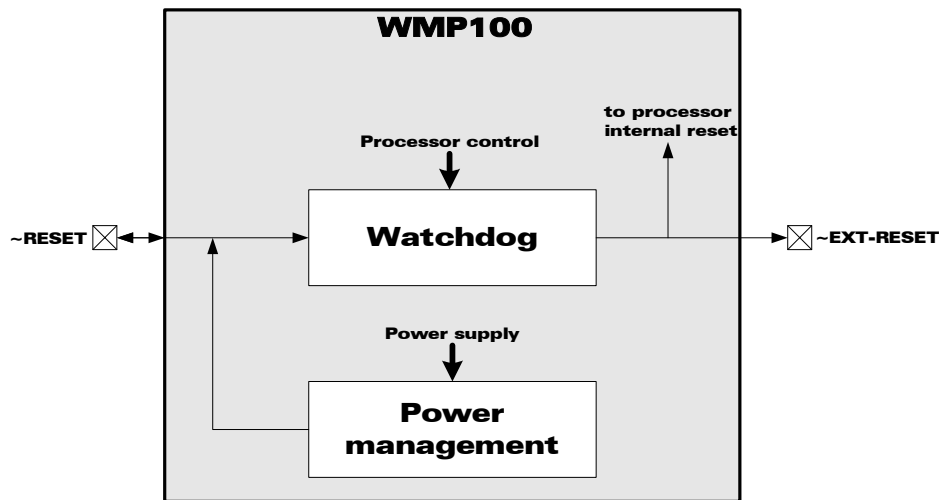 WMP100
to processor
internal reset
Processor control
~RESET
Watchdog
~EXT-RESET
Power supply
Power
management